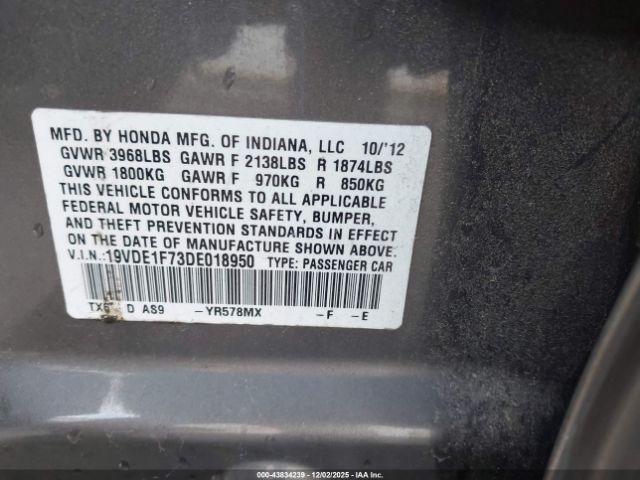 MFD. BY HONDA MFG. OF INDIANA, LLC 10/'12
GVWR 3968LBS GAWR F 2138LBS R 1874LBS
GVWR 1800KG GAWR F 970KG R 850KG
THIS VEHICLE CONFORMS TO ALL APPLICABLE
FEDERAL MOTOR VEHICLE SAFETY, BUMPER,
AND THEFT PREVENTION STANDARDS IN EFFECT
ON THE DATE OF MANUFACTURE SHOWN ABOVE.
V.I.N.:19VDE1F73DE018950 TYPE: PASSENGER CAR
D AS9 -YR578MX -F -E
000-43834239 - 12/02/2025 - IAA Inc.